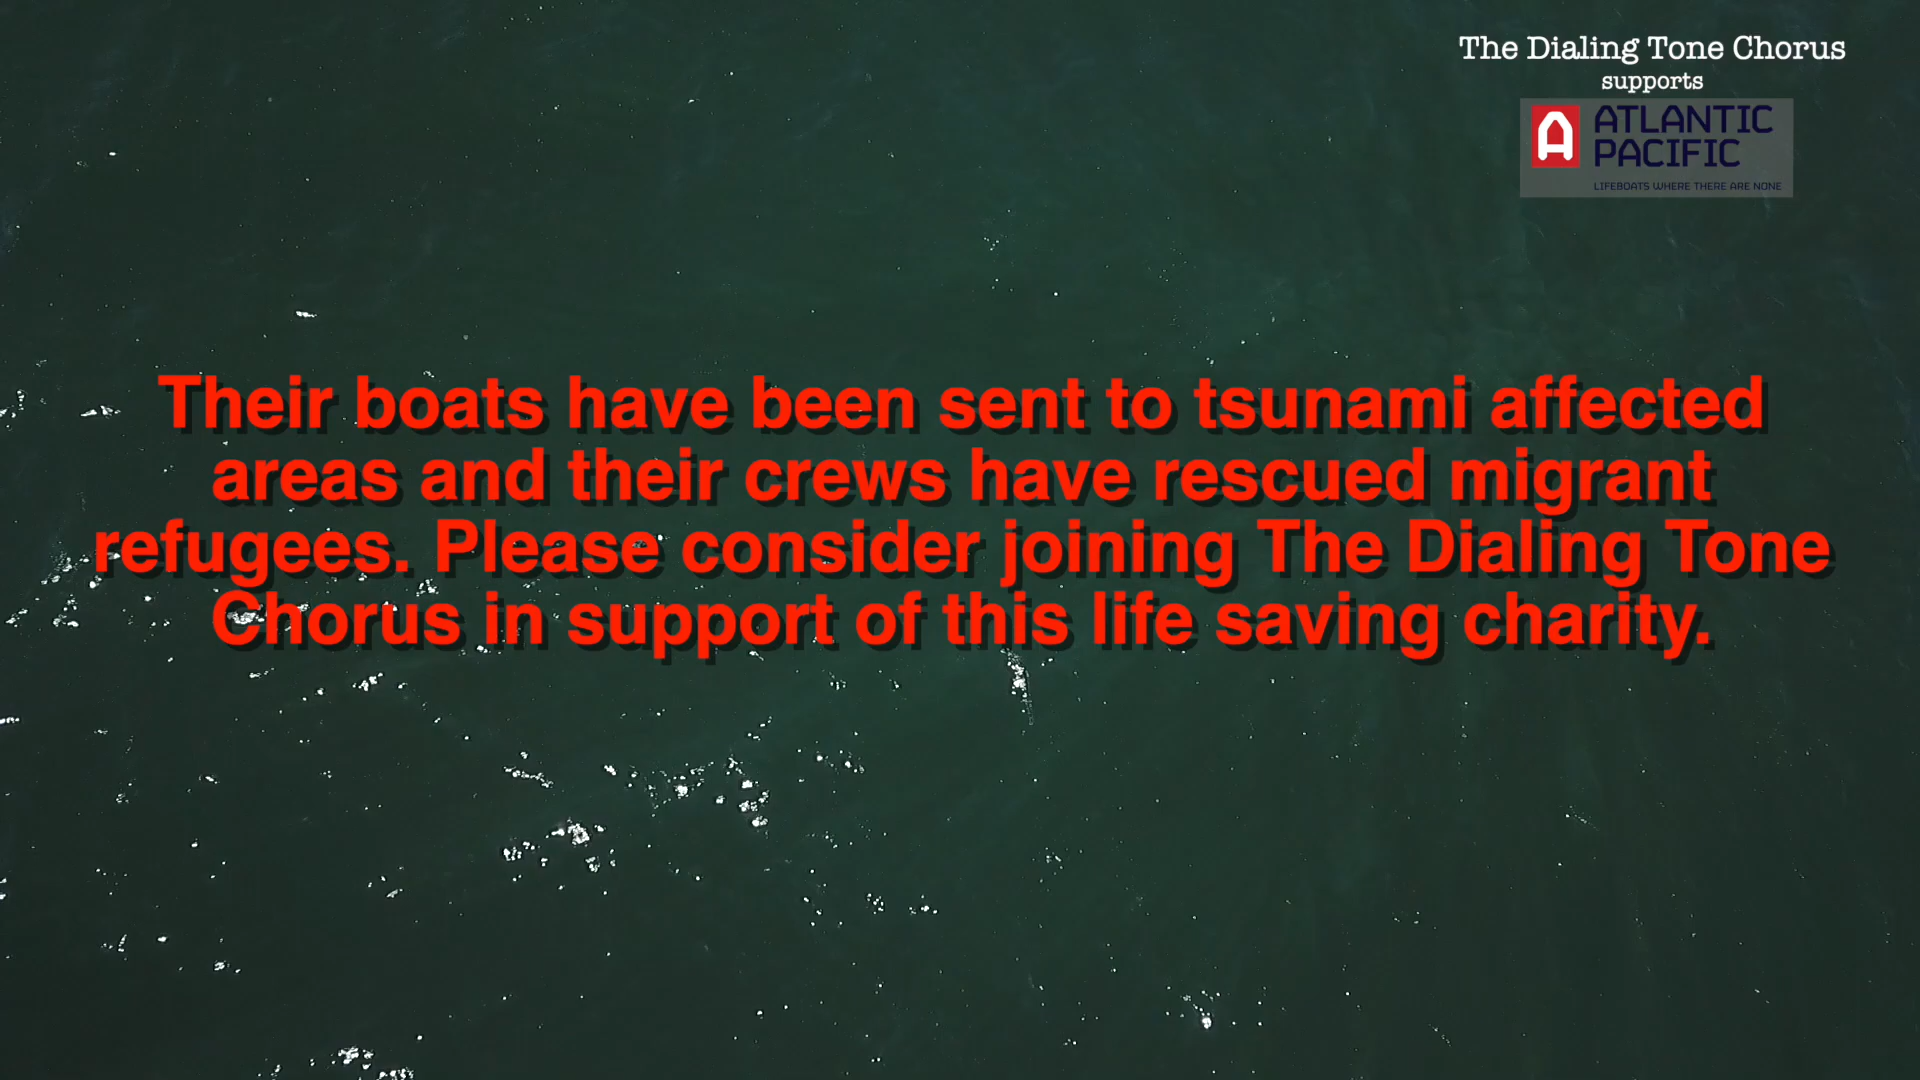 The Dialing Tone Chorus
supports
ATLANTIC
PACIFIC
LIFEBOATS WHERE THERE ARE NONE
Their boats have been sent to tsunami affected
areas and their crews have rescued migrant
refugees. Please consider joining The Dialing Tone
Chorus in support of this life saving charity.